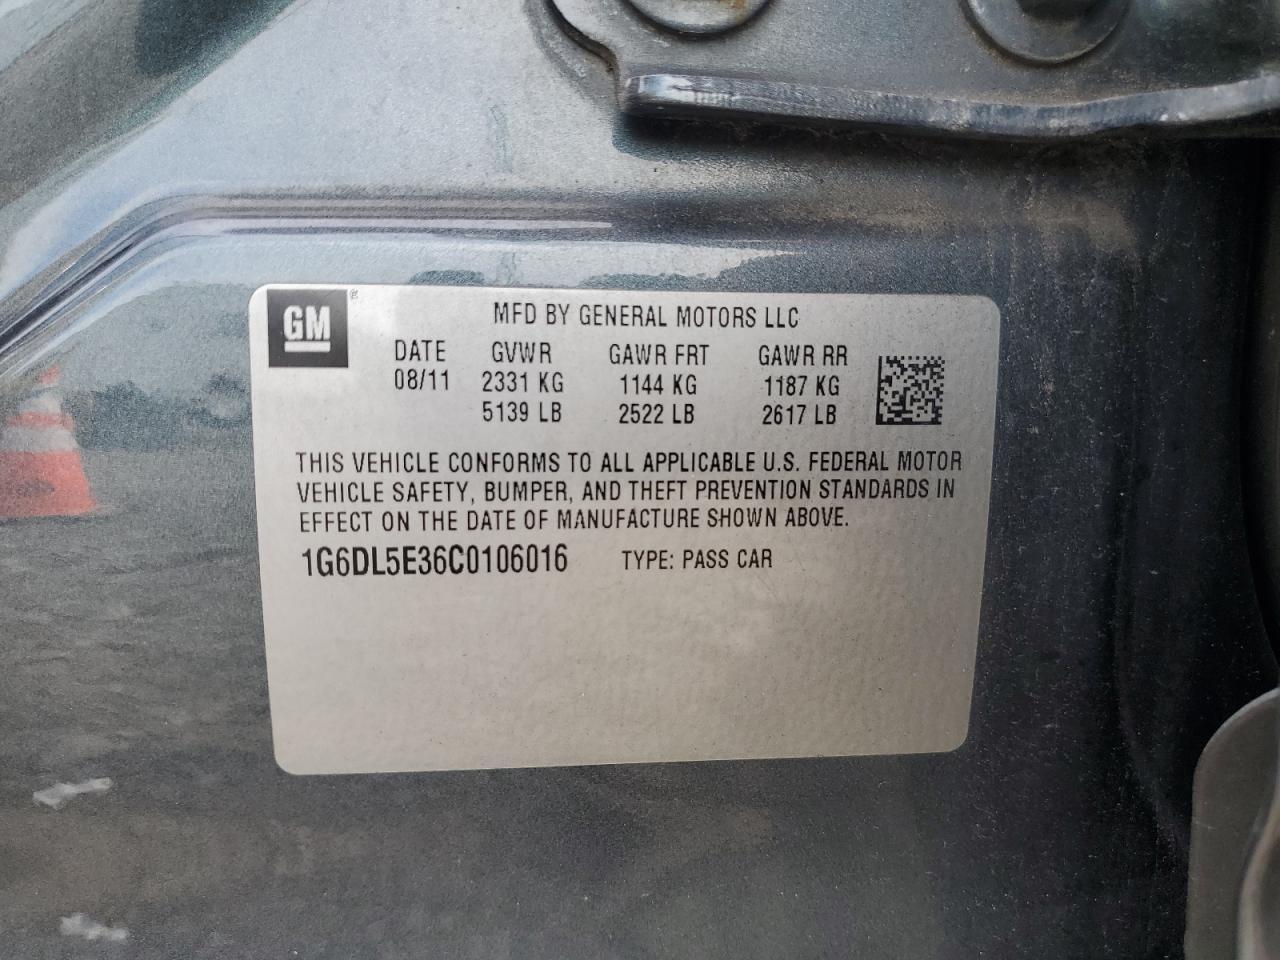 GM
MFD BY GENERAL MOTORS LLC
DATE GVWR GAWR FRT GAWR RR
08/11 2331 KG 1144 KG 1187 KG
5139 LB 2522 LB 2617 LB
THIS VEHICLE CONFORMS TO ALL APPLICABLE U.S. FEDERAL MOTOR
VEHICLE SAFETY, BUMPER, AND THEFT PREVENTION STANDARDS IN
EFFECT ON THE DATE OF MANUFACTURE SHOWN ABOVE.
1G6DL5E36C0106016 TYPE: PASS CAR